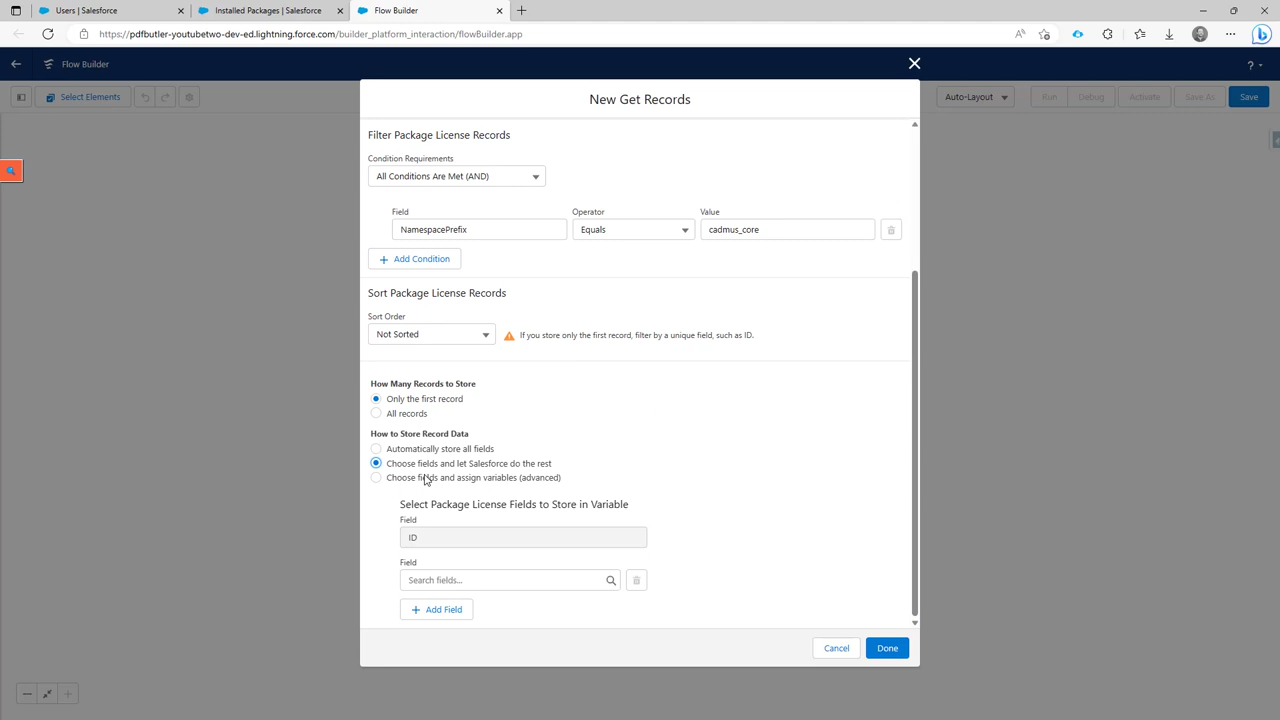 Users | Salesforce
Installed Packages | Salesforce
Flow Builder
https://pdfbutler-youtubetwo-dev-ed.lightning.force.com/builder_platform_interaction/flowBuilder.app
Flow Builder
?
Select Elements
Auto-Layout
Run
Debug
Activate
Save As
Save
New Get Records
Filter Package License Records
Condition Requirements
All Conditions Are Met (AND)
Field
Operator
Value
NamespacePrefix
Equals
cadmus_core
+ Add Condition
Sort Package License Records
Sort Order
Not Sorted
If you store only the first record, filter by a unique field, such as ID.
How Many Records to Store
Only the first record
All records
How to Store Record Data
Automatically store all fields
Choose fields and let Salesforce do the rest
Choose fields and assign variables (advanced)
Select Package License Fields to Store in Variable
Field
ID
Field
Search fields...
+ Add Field
Cancel
Done